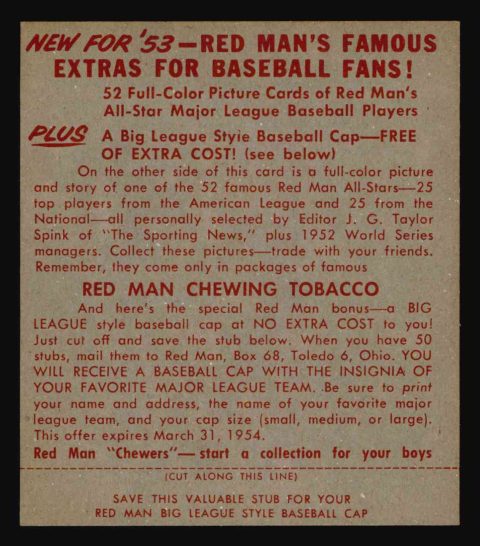 NEW FOR '53—RED MAN'S FAMOUS
EXTRAS FOR BASEBALL FANS!
52 Full-Color Picture Cards of Red Man's
All-Star Major League Baseball Players
PLUS A Big League Style Baseball Cap—FREE
OF EXTRA COST! (see below)
On the other side of this card is a full-color picture
and story of one of the 52 famous Red Man All-Stars—25
top players from the American League and 25 from the
National—all personally selected by Editor J. G. Taylor
Spink of "The Sporting News," plus 1952 World Series
managers. Collect these pictures—trade with your friends.
Remember, they come only in packages of famous
RED MAN CHEWING TOBACCO
And here's the special Red Man bonus—a BIG
LEAGUE style baseball cap at NO EXTRA COST to you!
Just cut off and save the stub below. When you have 50
stubs, mail them to Red Man, Box 68, Toledo 6, Ohio. YOU
WILL RECEIVE A BASEBALL CAP WITH THE INSIGNIA OF
YOUR FAVORITE MAJOR LEAGUE TEAM. Be sure to print
your name and address, the name of your favorite major
league team, and your cap size (small, medium, or large).
This offer expires March 31, 1954.
Red Man "Chewers"—start a collection for your boys
(CUT ALONG THIS LINE)
SAVE THIS VALUABLE STUB FOR YOUR
RED MAN BIG LEAGUE STYLE BASEBALL CAP